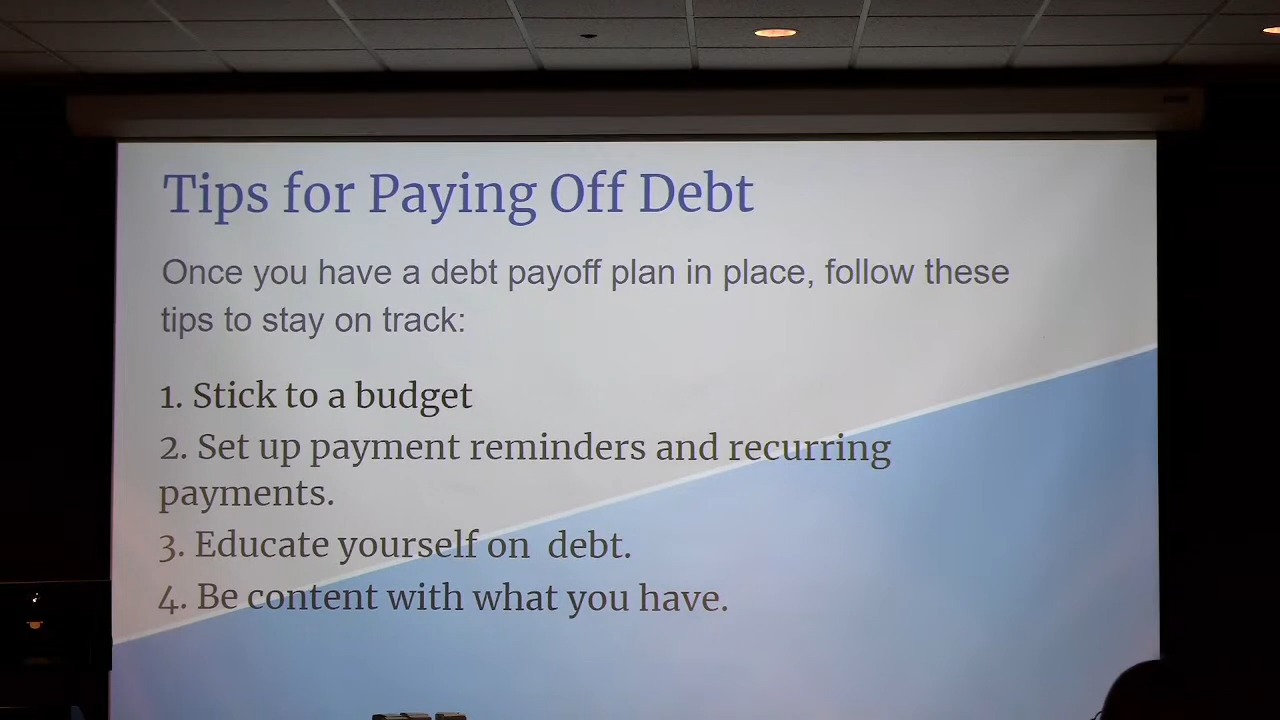 Tips for Paying Off Debt
Once you have a debt payoff plan in place, follow these
tips to stay on track:
1. Stick to a budget
2. Set up payment reminders and recurring
payments.
3. Educate yourself on  debt.
4. Be content with what you have.